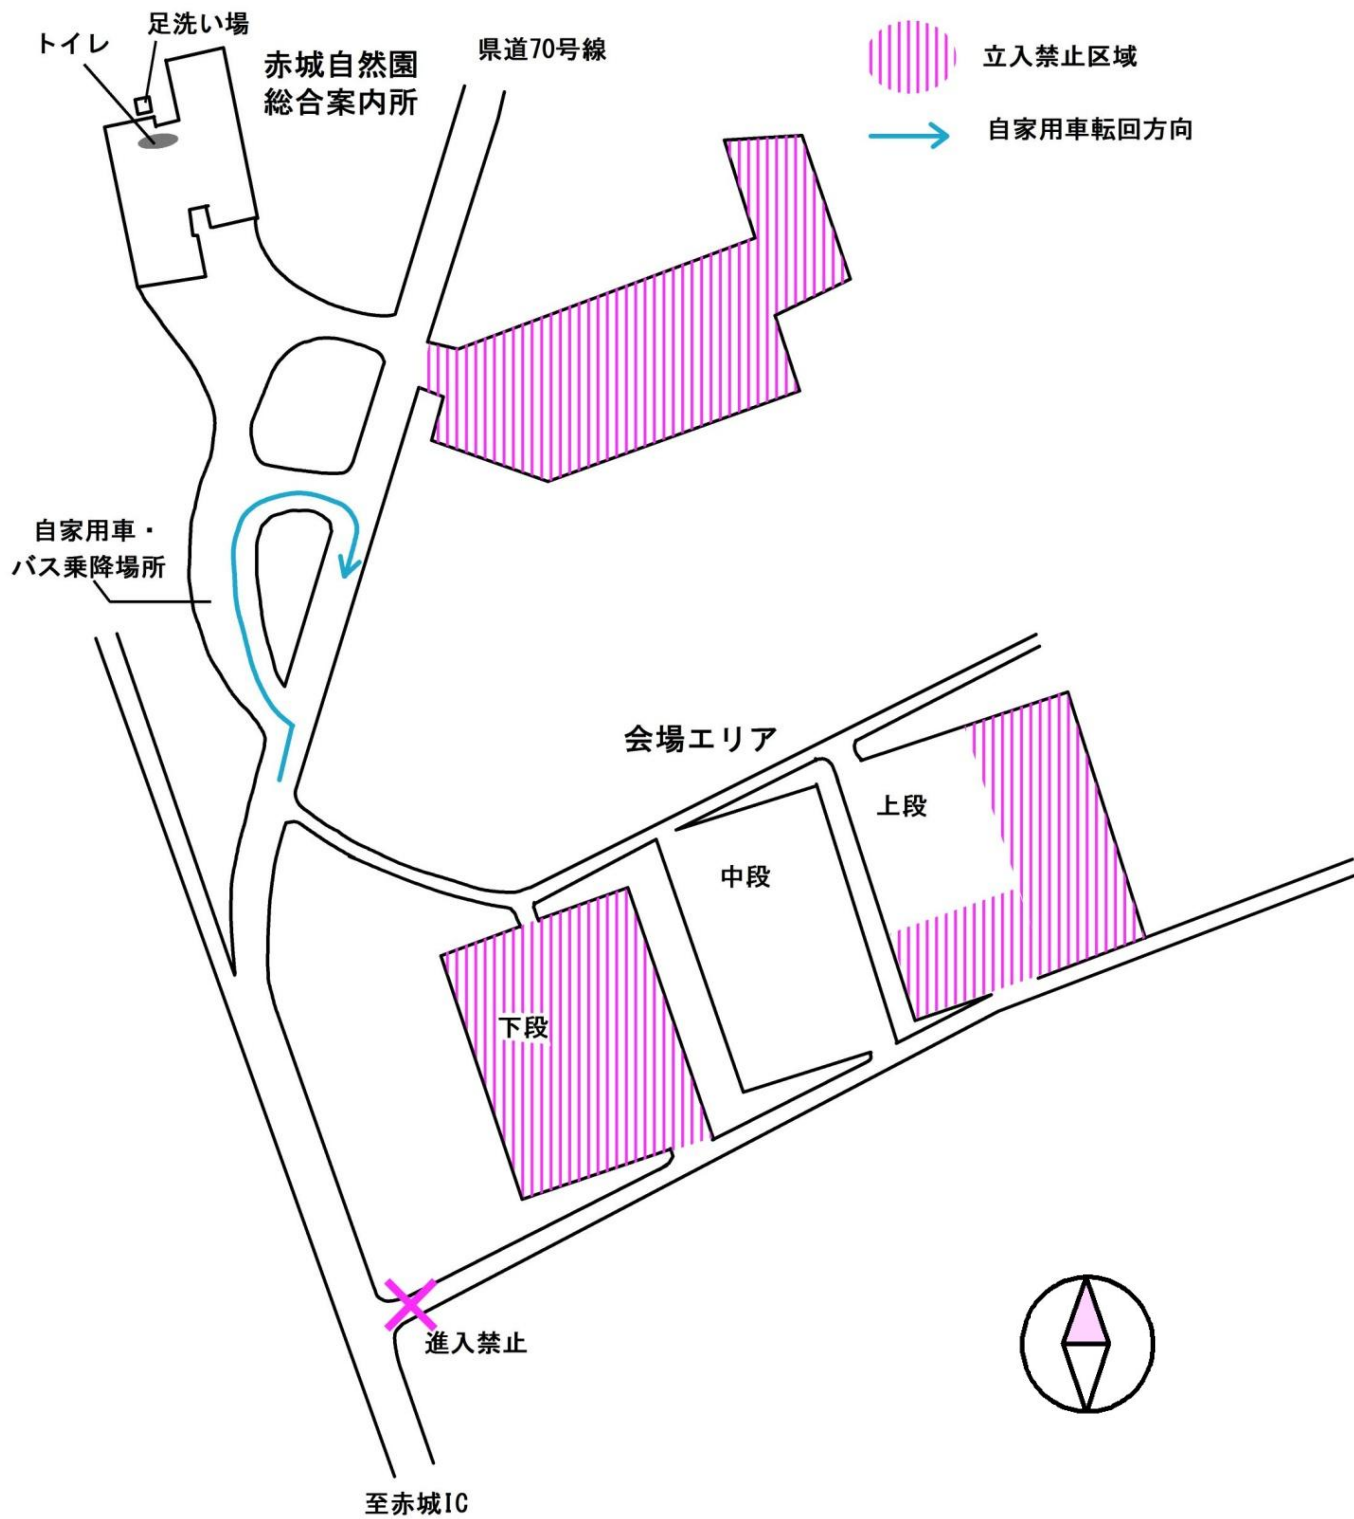 足洗い場
トイレ
赤城自然園
総合案内所
県道70号線
立入禁止区域
自家用車転回方向
自家用車・
バス乗降場所
会場エリア
上段
中段
下段
進入禁止
至赤城IC